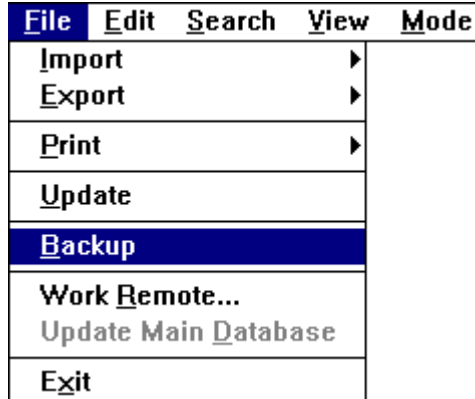 File Edit Search View Mode
Import
Export
Print
Update
Backup
Work Remote...
Update Main Database
Exit